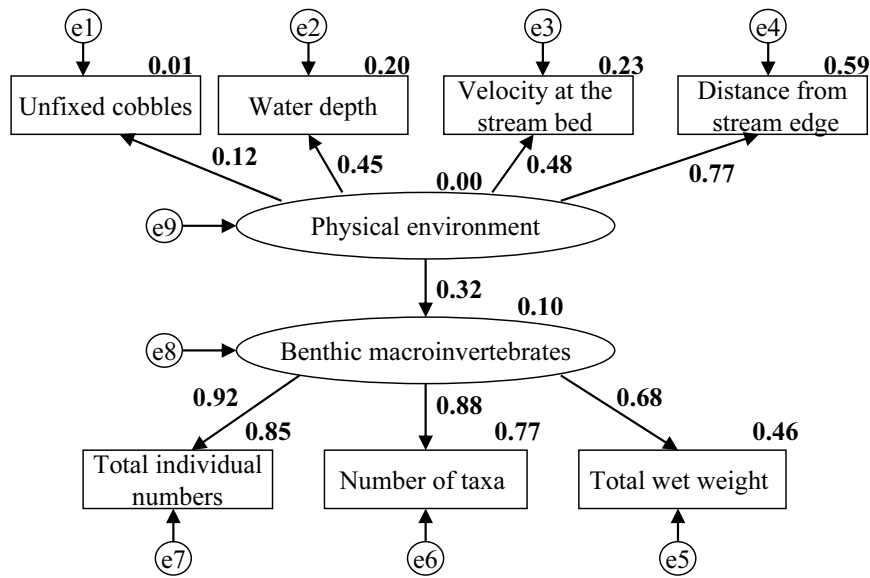 e1
e2
e3
e4
0.01
0.20
0.23
0.59
Unfixed cobbles
Water depth
Velocity at the
stream bed
Distance from
stream edge
0.12
0.45
0.48
0.77
0.00
e9
Physical environment
0.32
0.10
e8
Benthic macroinvertebrates
0.92
0.88
0.68
0.85
0.77
0.46
Total individual
numbers
Number of taxa
Total wet weight
e7
e6
e5